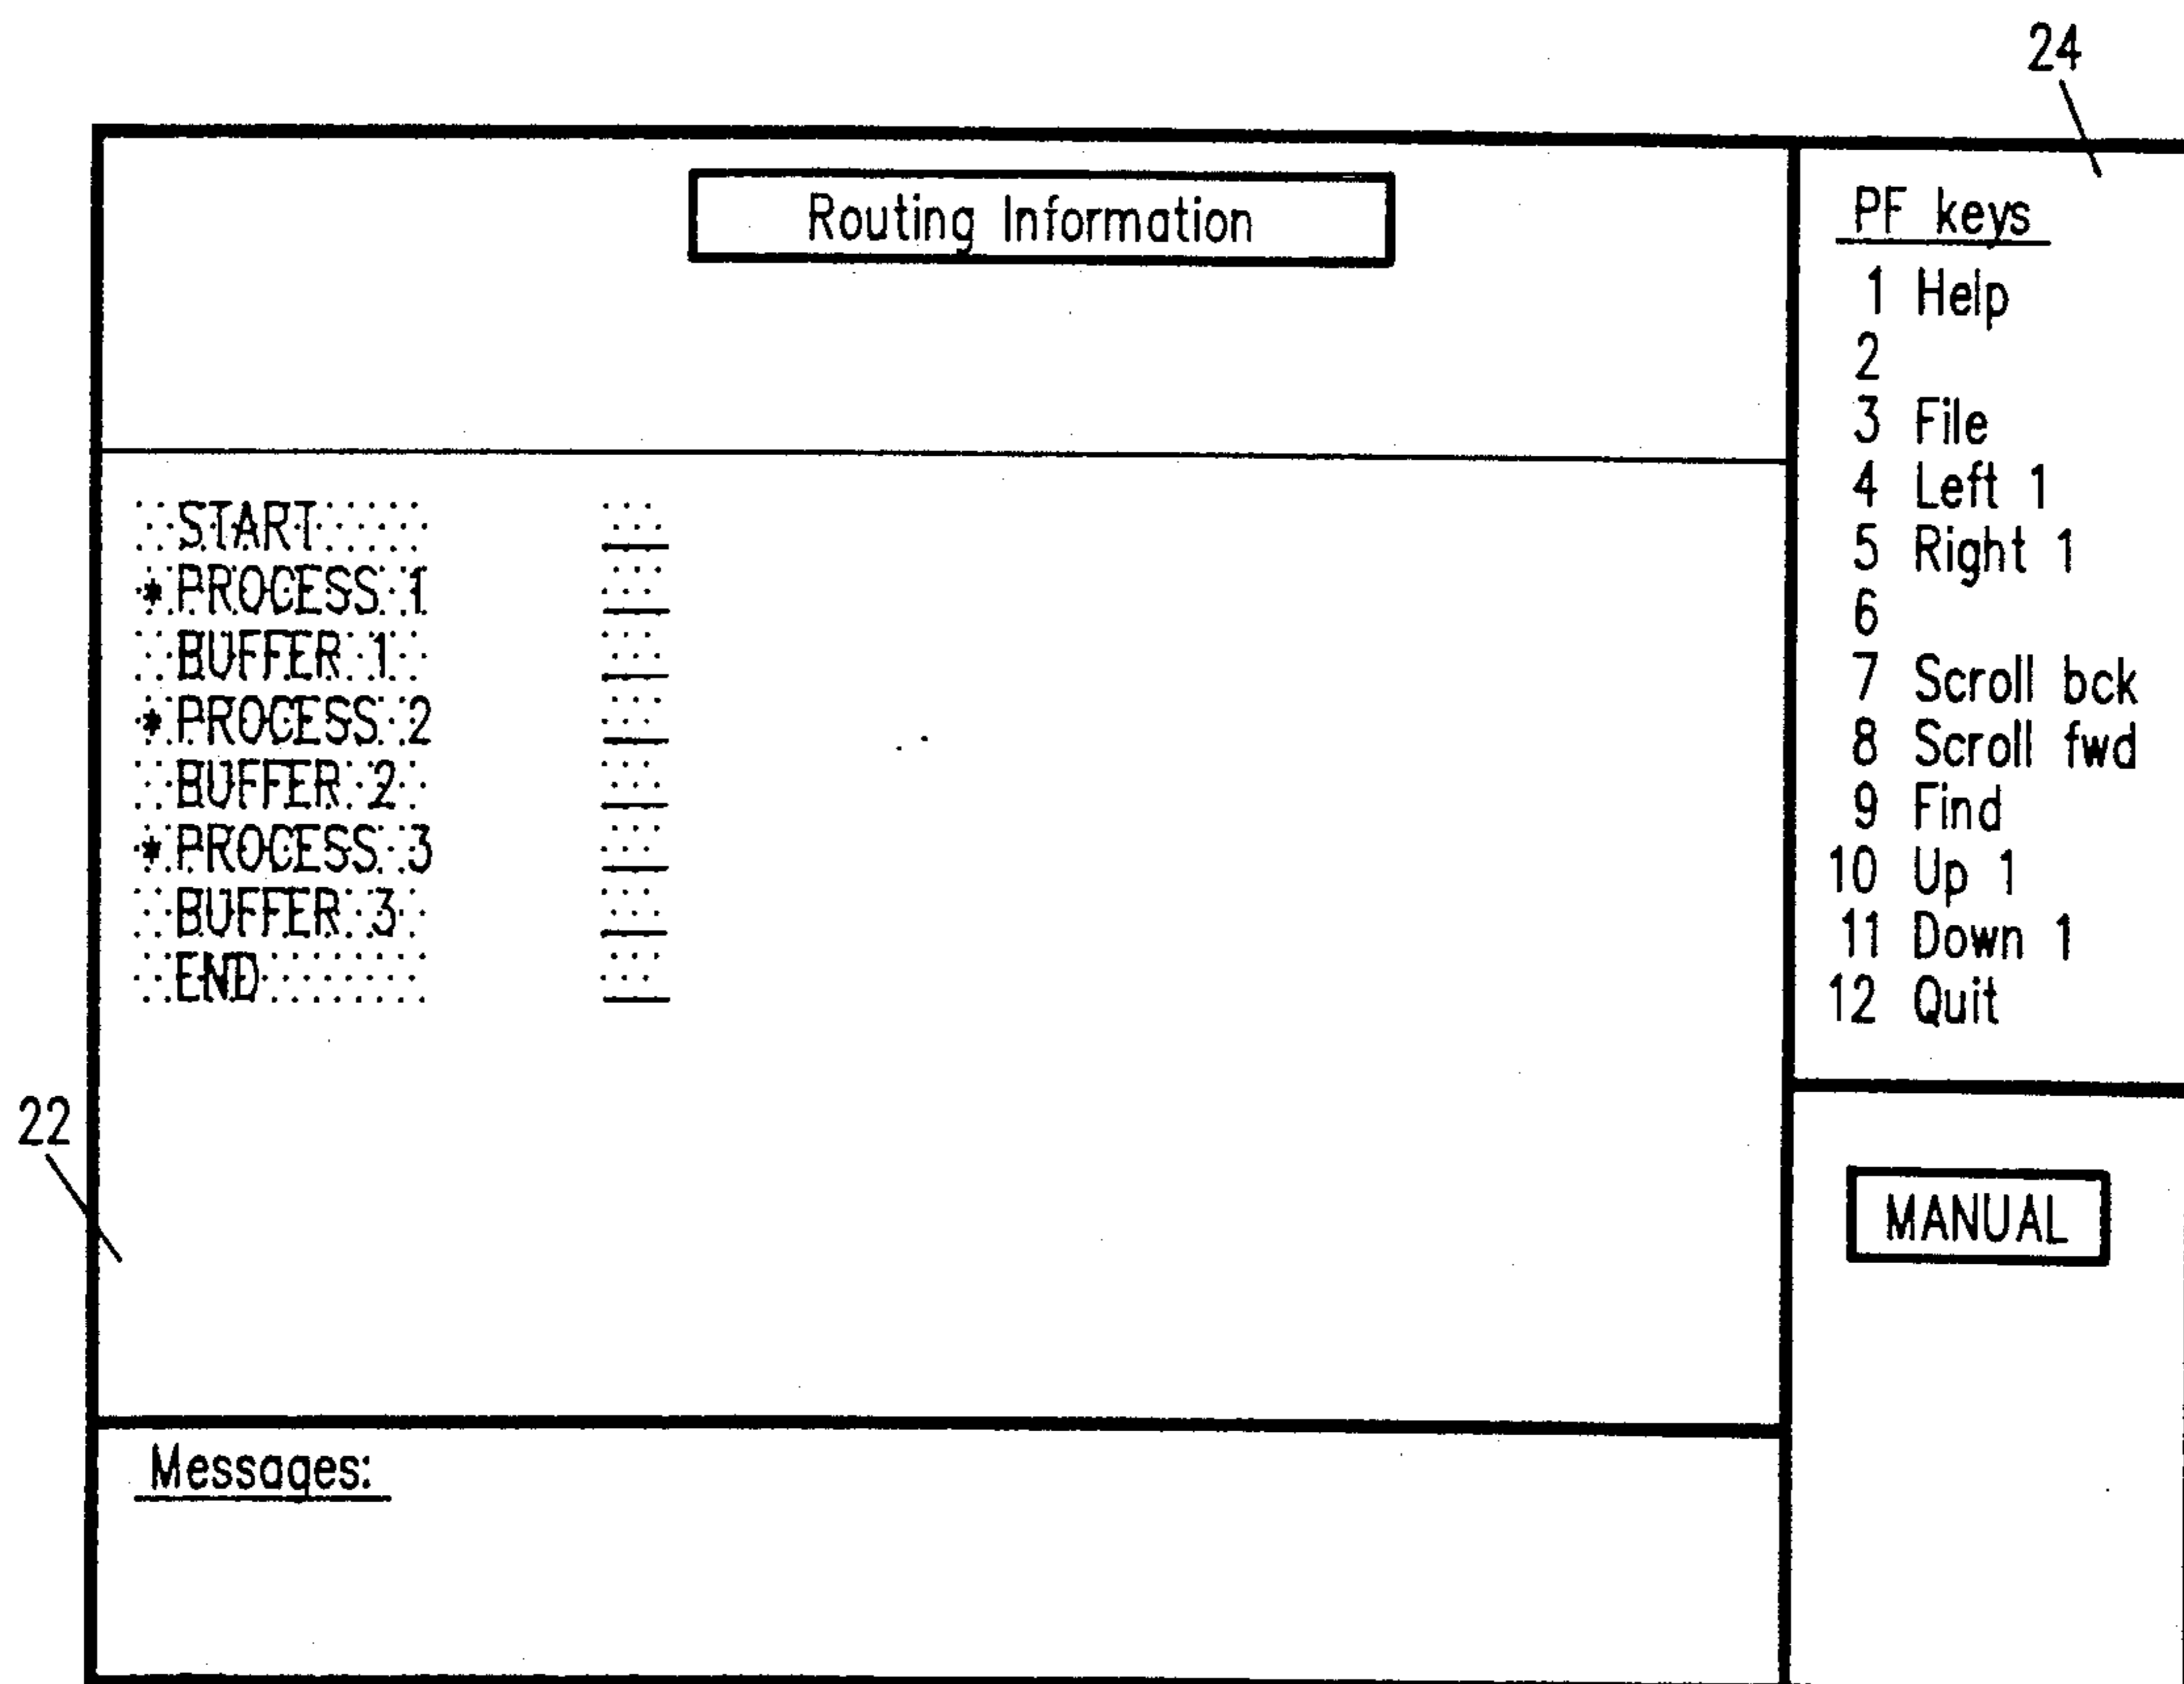 24
Routing Information
START
* PROCESS 1
BUFFER 1
* PROCESS 2
BUFFER 2
* PROCESS 3
BUFFER 3
END
22
Messages:
PF keys
1 Help
2
3 File
4 Left 1
5 Right 1
6
7 Scroll bck
8 Scroll fwd
9 Find
10 Up 1
11 Down 1
12 Quit
MANUAL